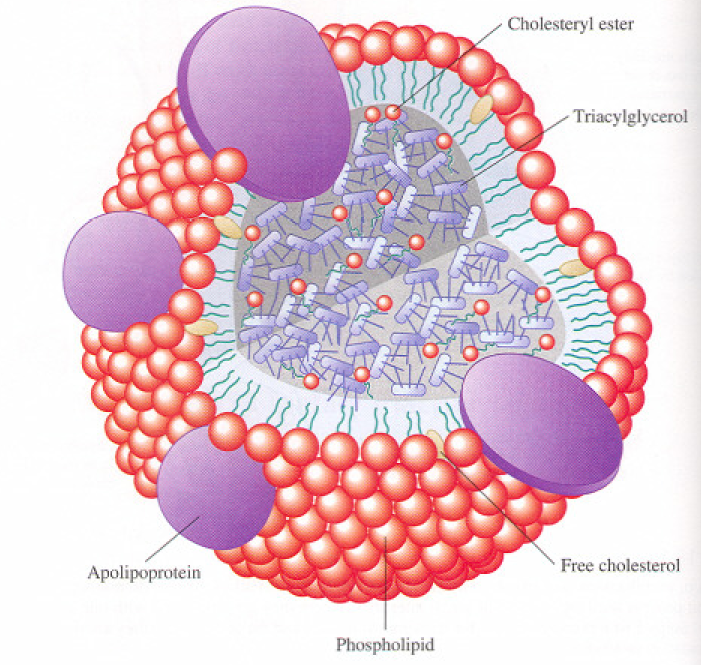 Cholesteryl ester
Triacylglycerol
Free cholesterol
Apolipoprotein
Phospholipid